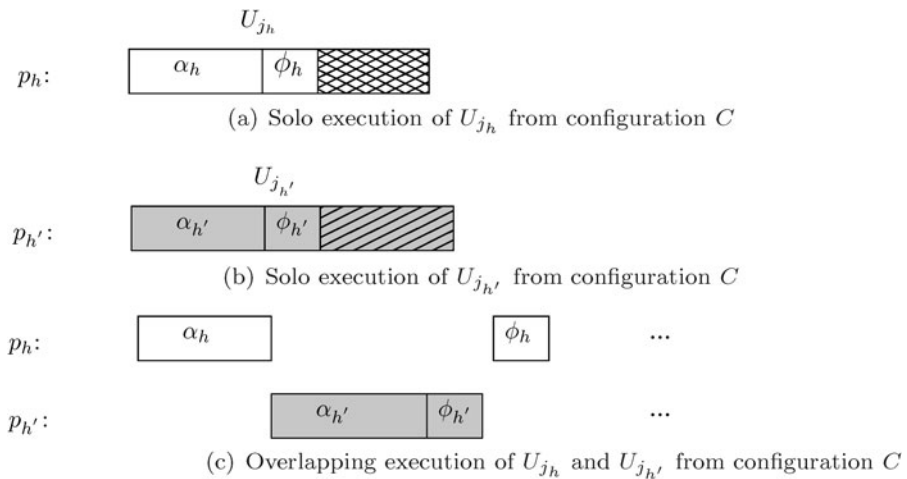 U_{j_h}
p_h: α_h ϕ_h
(a) Solo execution of U_{j_h} from configuration C
U_{j_{h'}}
p_{h'}: α_{h'} ϕ_{h'}
(b) Solo execution of U_{j_{h'}} from configuration C
p_h: α_h ϕ_h ...
p_{h'}: α_{h'} ϕ_{h'} ...
(c) Overlapping execution of U_{j_h} and U_{j_{h'}} from configuration C